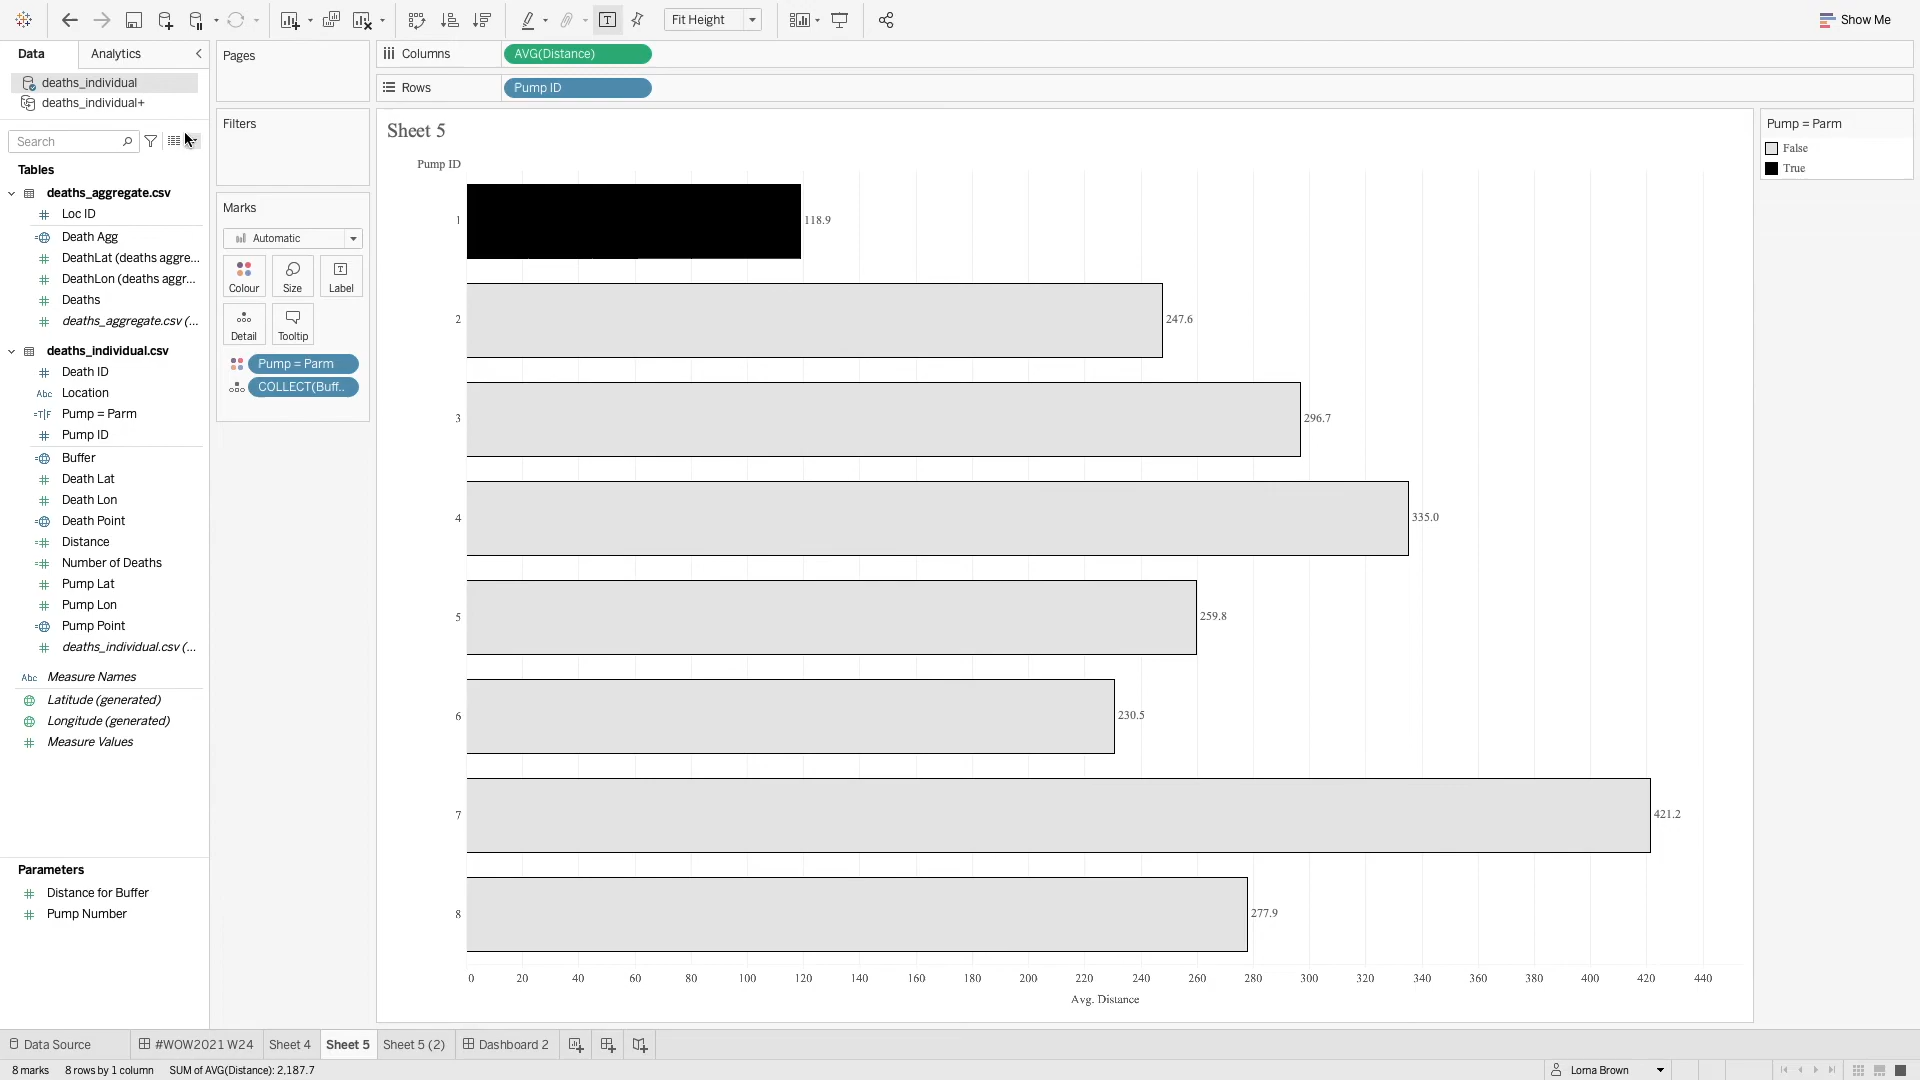 Fit Height
Show Me
Data
Analytics
Pages
Columns
AVG(Distance)
deaths_individual
deaths_individual+
Rows
Pump ID
Search
Filters
Sheet 5
Pump = Parm
False
True
Tables
deaths_aggregate.csv
Loc ID
Death Agg
DeathLat (deaths aggre...
DeathLon (deaths aggr...
Deaths
deaths_aggregate.csv (...
deaths_individual.csv
Death ID
Location
Pump = Parm
Pump ID
Buffer
Death Lat
Death Lon
Death Point
Distance
Number of Deaths
Pump Lat
Pump Lon
Pump Point
deaths_individual.csv (...
Abc Measure Names
Latitude (generated)
Longitude (generated)
Measure Values
Parameters
Distance for Buffer
Pump Number
Marks
Automatic
Colour
Size
Label
Detail
Tooltip
Pump = Parm
COLLECT(Buff..
Pump ID
1 118.9
2 247.6
3 296.7
4 335.0
5 259.8
6 230.5
7 421.2
8 277.9
0 20 40 60 80 100 120 140 160 180 200 220 240 260 280 300 320 340 360 380 400 420 440
Avg. Distance
Data Source
#WOW2021 W24
Sheet 4
Sheet 5
Sheet 5 (2)
Dashboard 2
8 marks
8 rows by 1 column
SUM of AVG(Distance): 2,187.7
Lorna Brown